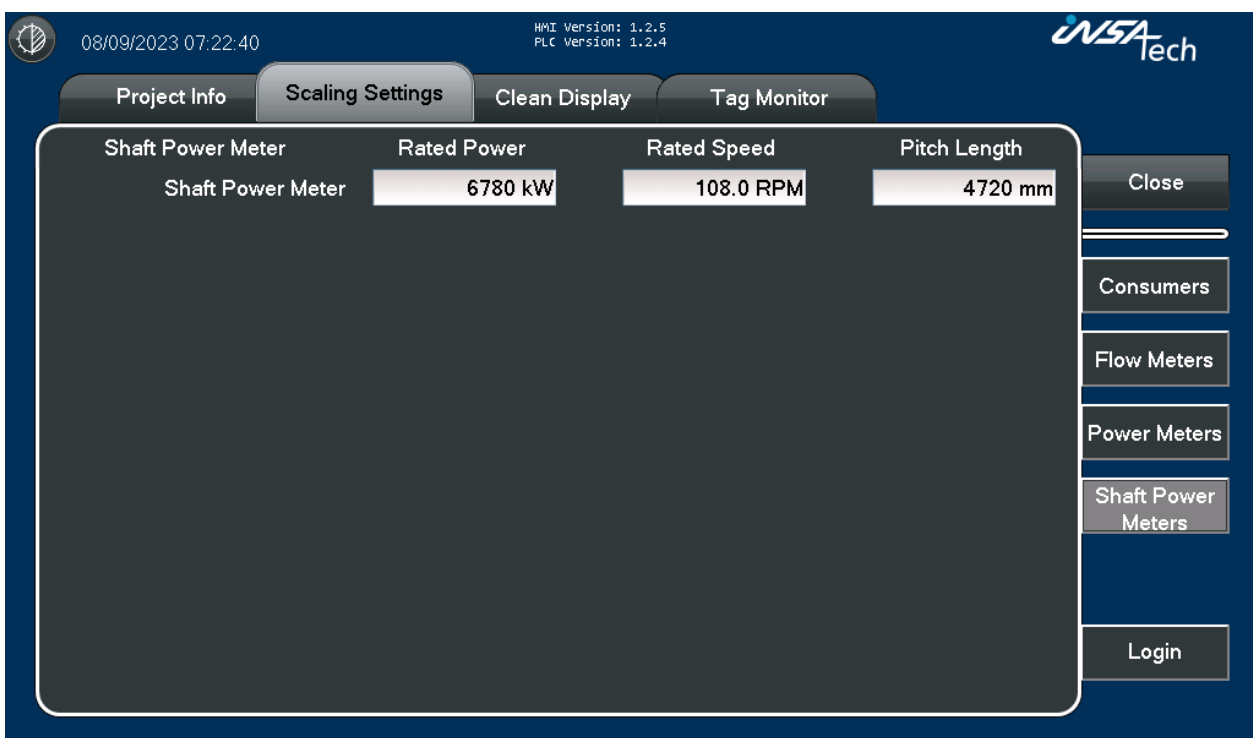 08/09/2023 07:22:40
HMI Version: 1.2.5
PLC Version: 1.2.4
iNSATech
Project Info Scaling Settings Clean Display Tag Monitor
Shaft Power Meter Rated Power Rated Speed Pitch Length
Shaft Power Meter 6780 kW 108.0 RPM 4720 mm
Close
Consumers
Flow Meters
Power Meters
Shaft Power
Meters
Login